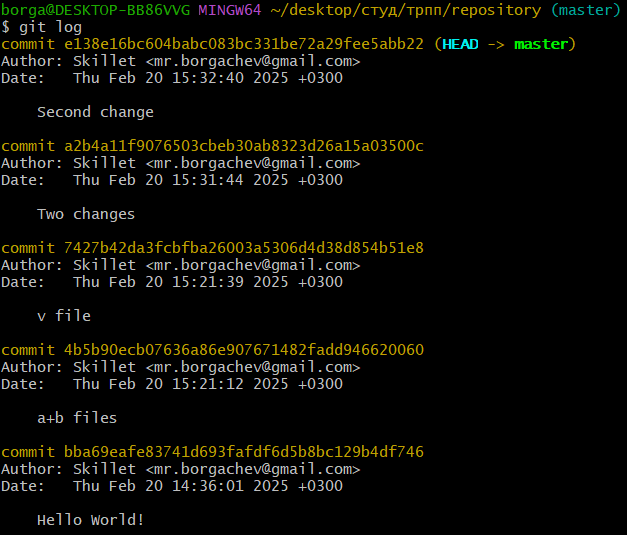 borga@DESKTOP-BB86VVG MINGW64 ~/desktop/студ/трпп/repository (master)
$ git log
commit e138e16bc604babc083bc331be72a29fee5abb22 (HEAD -> master)
Author: Skillet <mr.borgachev@gmail.com>
Date:   Thu Feb 20 15:32:40 2025 +0300

    Second change

commit a2b4a11f9076503cbeb30ab8323d26a15a03500c
Author: Skillet <mr.borgachev@gmail.com>
Date:   Thu Feb 20 15:31:44 2025 +0300

    Two changes

commit 7427b42da3fcbfba26003a5306d4d38d854b51e8
Author: Skillet <mr.borgachev@gmail.com>
Date:   Thu Feb 20 15:21:39 2025 +0300

    v file

commit 4b5b90ecb07636a86e907671482fadd946620060
Author: Skillet <mr.borgachev@gmail.com>
Date:   Thu Feb 20 15:21:12 2025 +0300

    a+b files

commit bba69eafe83741d693fafdf6d5b8bc129b4df746
Author: Skillet <mr.borgachev@gmail.com>
Date:   Thu Feb 20 14:36:01 2025 +0300

    Hello World!